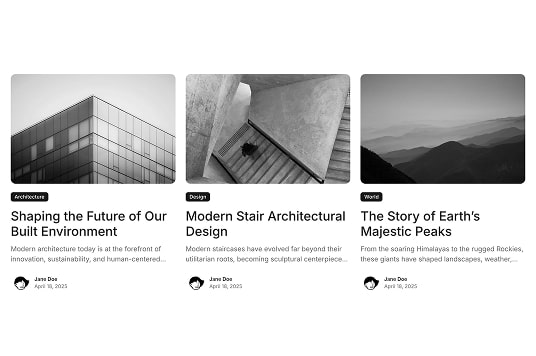 Architecture
Shaping the Future of Our
Built Environment
Modern architecture today is at the forefront of
innovation, sustainability, and human-centered...
Jane Doe
April 16, 2025
Design
Modern Stair Architectural
Design
Modern staircases have evolved far beyond their
utilitarian roots, becoming sculptural centerpiece...
Jane Doe
April 16, 2025
World
The Story of Earth's
Majestic Peaks
From the soaring Himalayas to the rugged Rockies,
these giants have shaped landscapes, weather,...
Jane Doe
April 16, 2025